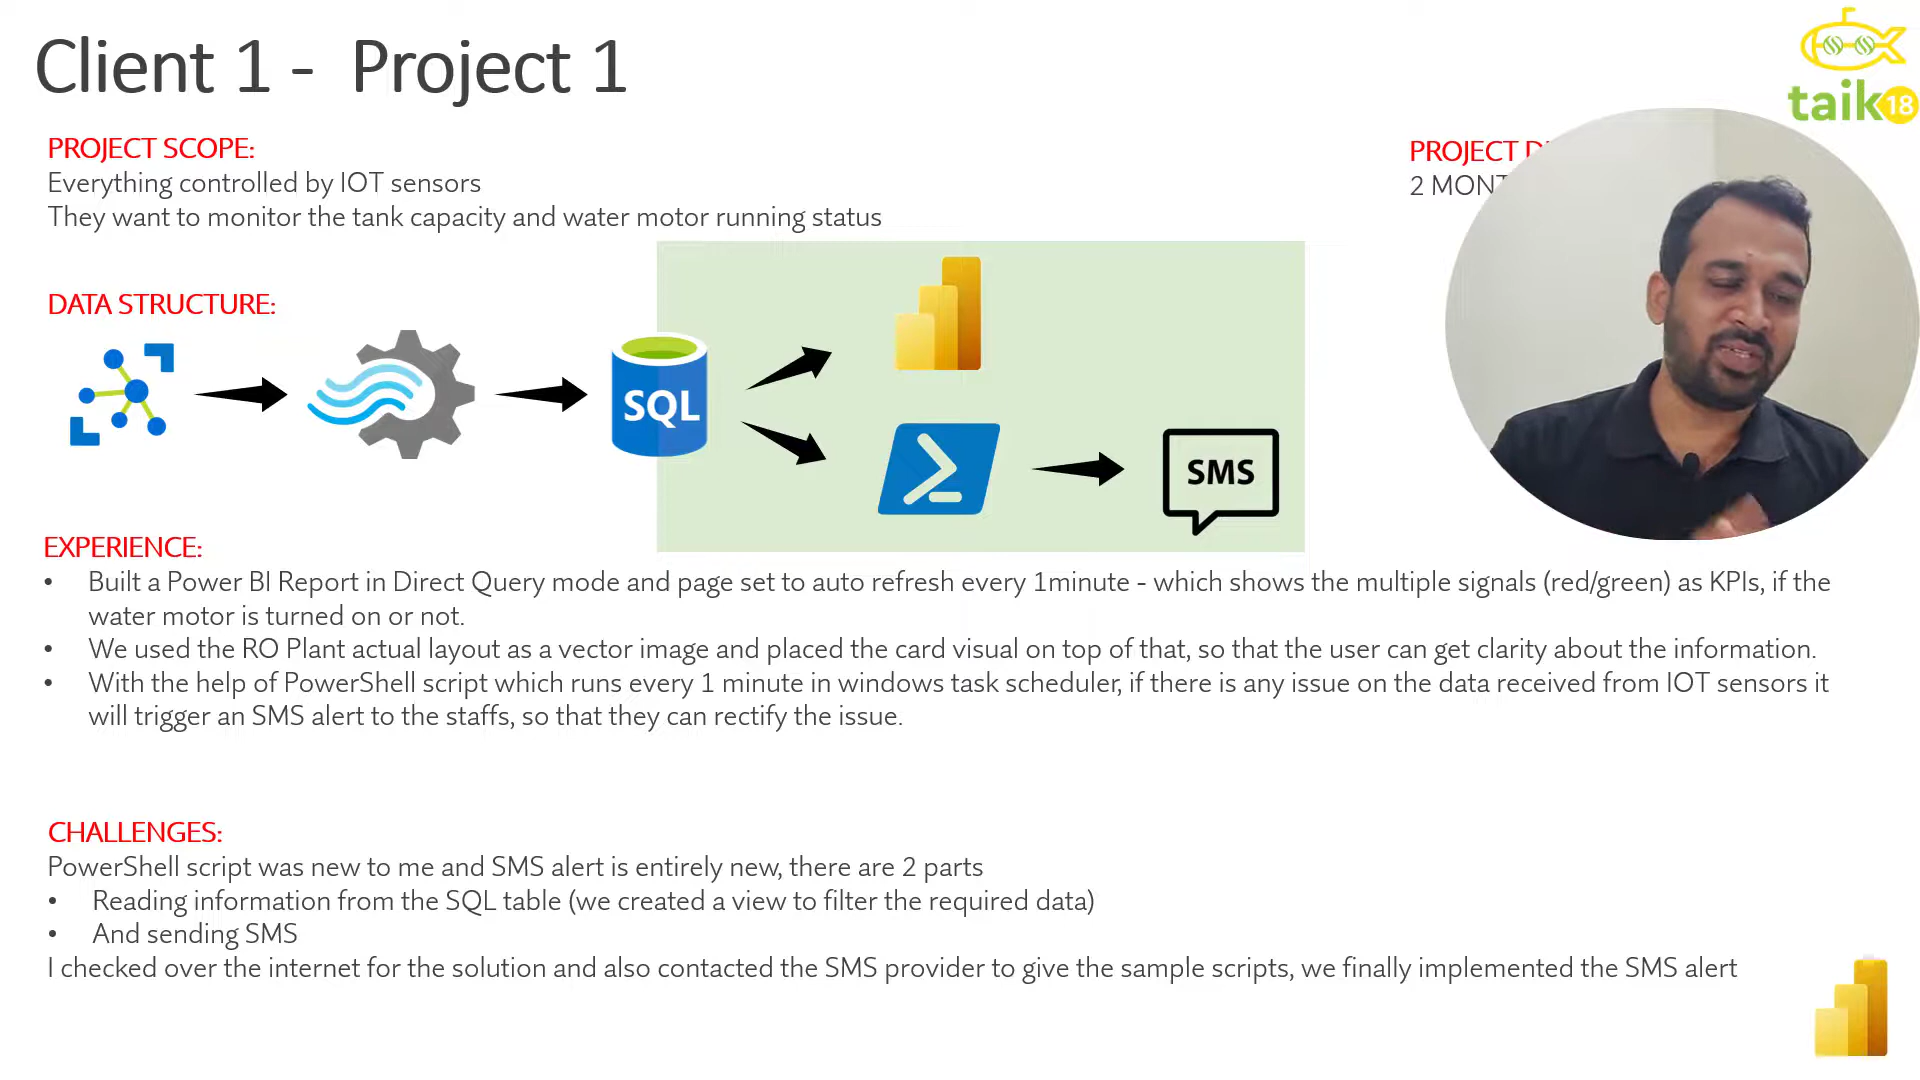 Client 1 - Project 1
taik18
PROJECT SCOPE:
Everything controlled by IOT sensors
They want to monitor the tank capacity and water motor running status
PROJECT
2
DATA STRUCTURE:
SQL
SMS
EXPERIENCE:
• Built a Power BI Report in Direct Query mode and page set to auto refresh every 1minute - which shows the multiple signals (red/green) as KPIs, if the
water motor is turned on or not.
• We used the RO Plant actual layout as a vector image and placed the card visual on top of that, so that the user can get clarity about the information.
• With the help of PowerShell script which runs every 1 minute in windows task scheduler, if there is any issue on the data received from IOT sensors it
will trigger an SMS alert to the staffs, so that they can rectify the issue.
CHALLENGES:
PowerShell script was new to me and SMS alert is entirely new, there are 2 parts
• Reading information from the SQL table (we created a view to filter the required data)
• And sending SMS
I checked over the internet for the solution and also contacted the SMS provider to give the sample scripts, we finally implemented the SMS alert